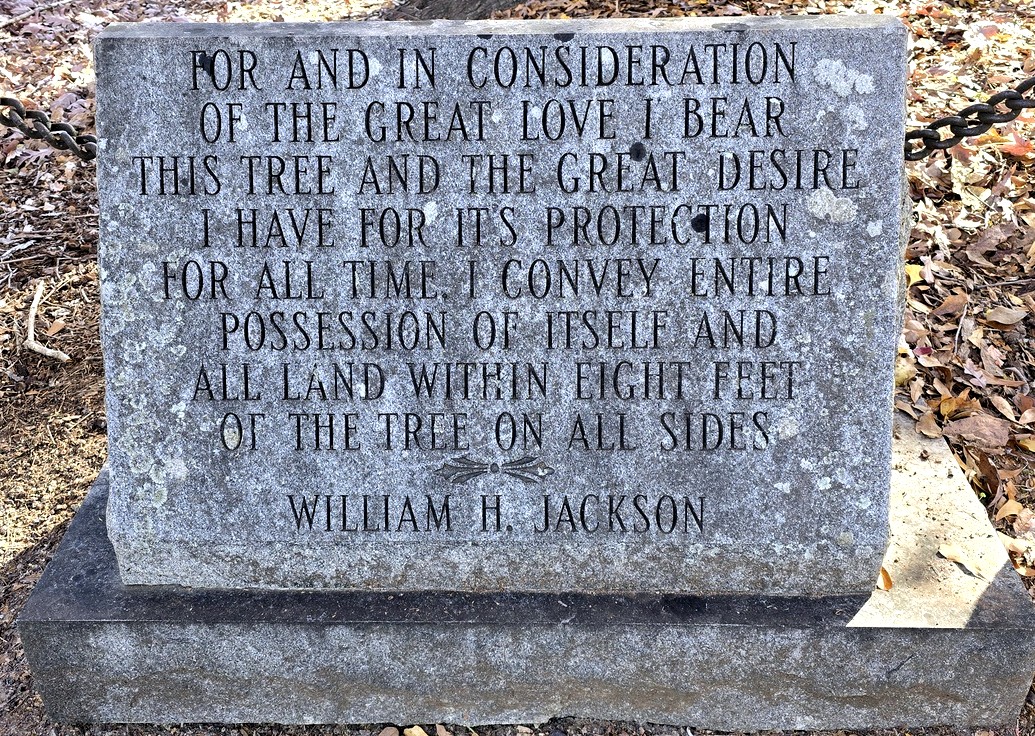 FOR AND IN CONSIDERATION
OF THE GREAT LOVE I BEAR
THIS TREE AND THE GREAT DESIRE
I HAVE FOR ITS PROTECTION
FOR ALL TIME, I CONVEY ENTIRE
POSSESSION OF ITSELF AND
ALL LAND WITHIN EIGHT FEET
OF THE TREE ON ALL SIDES
WILLIAM H. JACKSON